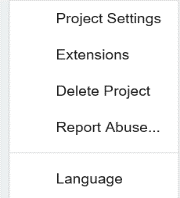 Project Settings
Extensions
Delete Project
Report Abuse...
Language